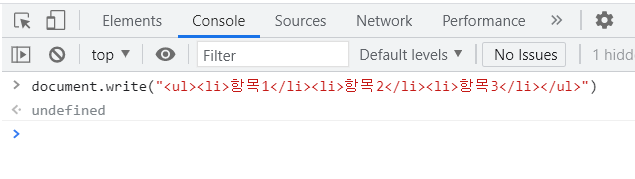 Elements Console Sources Network Performance »
top ▼ Filter Default levels ▼ No Issues 1 hidd
> document.write("<ul><li>항목1</li><li>항목2</li><li>항목3</li></ul>")
undefined
>